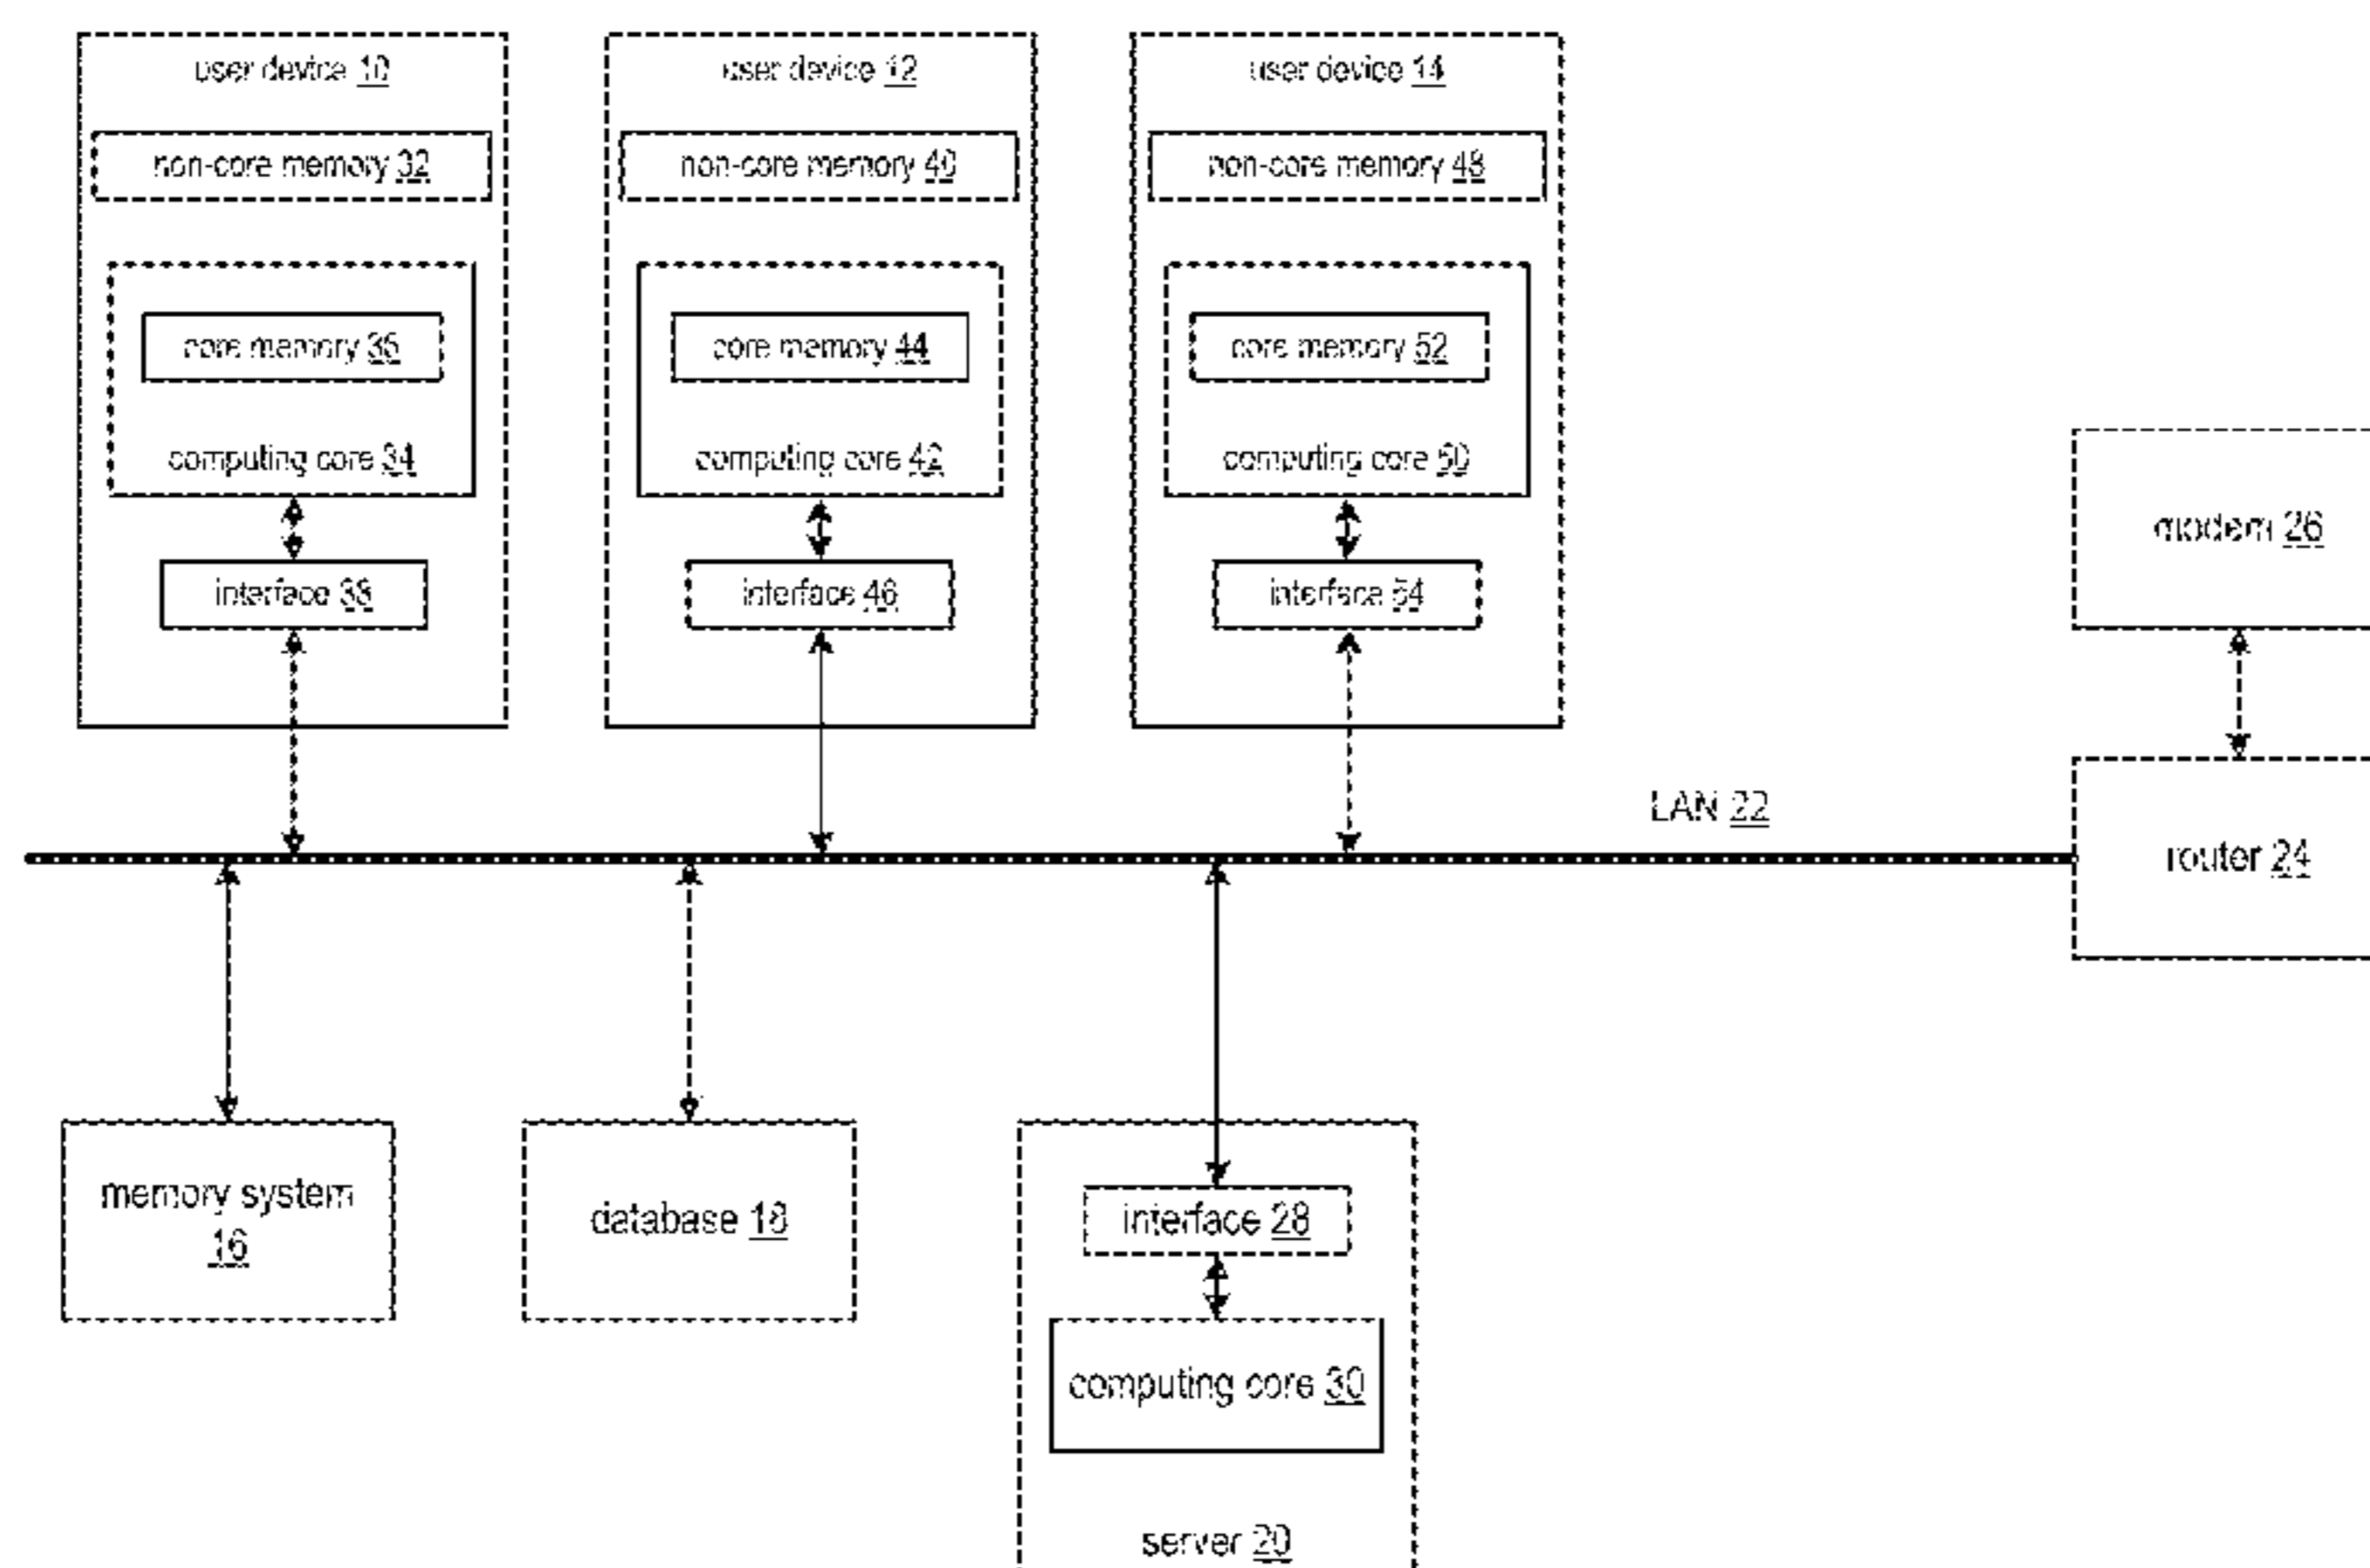 user device 10
non-core memory 32
core memory 36
computing core 34
interface 38
user device 12
non-core memory 40
core memory 44
computing core 42
interface 46
user device 14
non-core memory 48
core memory 52
computing core 50
interface 54
modem 26
LAN 22
router 24
memory system
16
database 18
interface 28
computing core 30
server 20